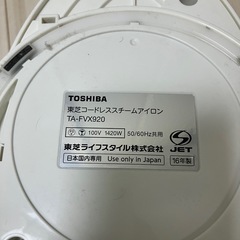 TOSHIBA
東芝コードレススチームアイロン
TA-FVX920
100V 1420W 50/60Hz共用
東芝ライフスタイル株式会社
JET
日本国内専用 Use only in Japan
16年製